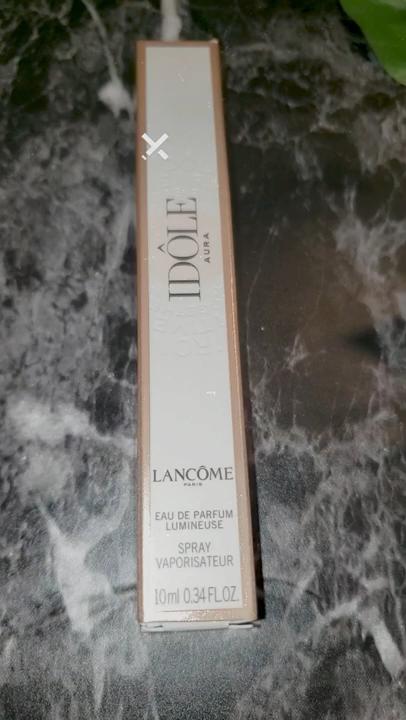 IDÔLE
AURA
LANCÔME
PARIS
EAU DE PARFUM
LUMINEUSE
SPRAY
VAPORISATEUR
10ml 0.34 FL.OZ.